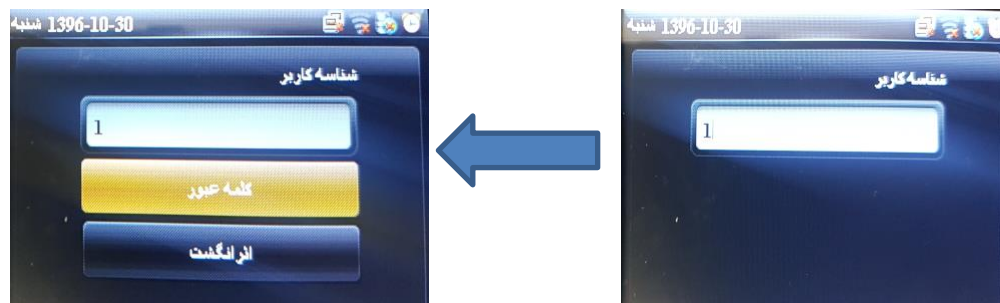 شنبه 1396-10-30
شناسه کاربر
1
شنبه 1396-10-30
شناسه کاربر
1
کلمه عبور
اثر انگشت